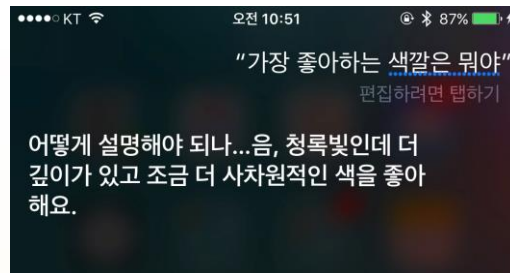 KT 오전 10:51 87%
“가장 좋아하는 색깔은 뭐야”
편집하려면 탭하기
어떻게 설명해야 되나...음, 청록빛인데 더
깊이가 있고 조금 더 사차원적인 색을 좋아
해요.